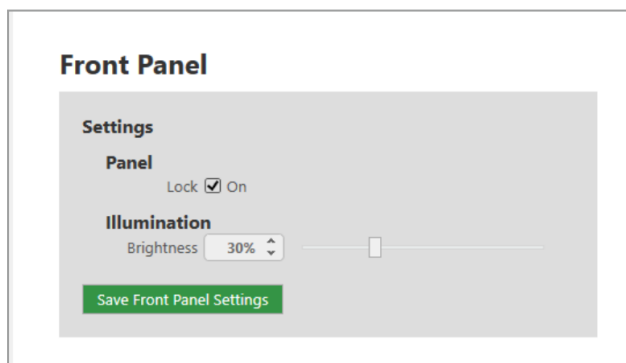 Front Panel
Settings
Panel
Lock On
Illumination
Brightness 30%
Save Front Panel Settings